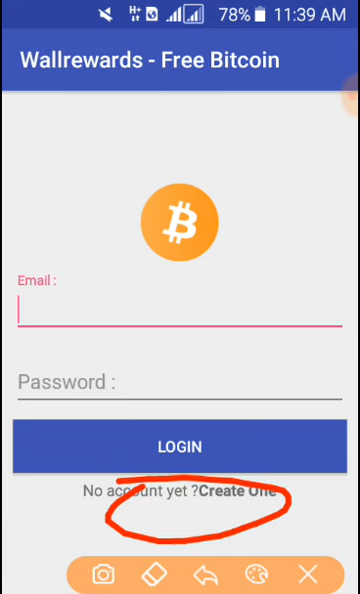 H+ 78% 11:39 AM
Wallrewards - Free Bitcoin
Email :
Password :
LOGIN
No account yet ?Create One